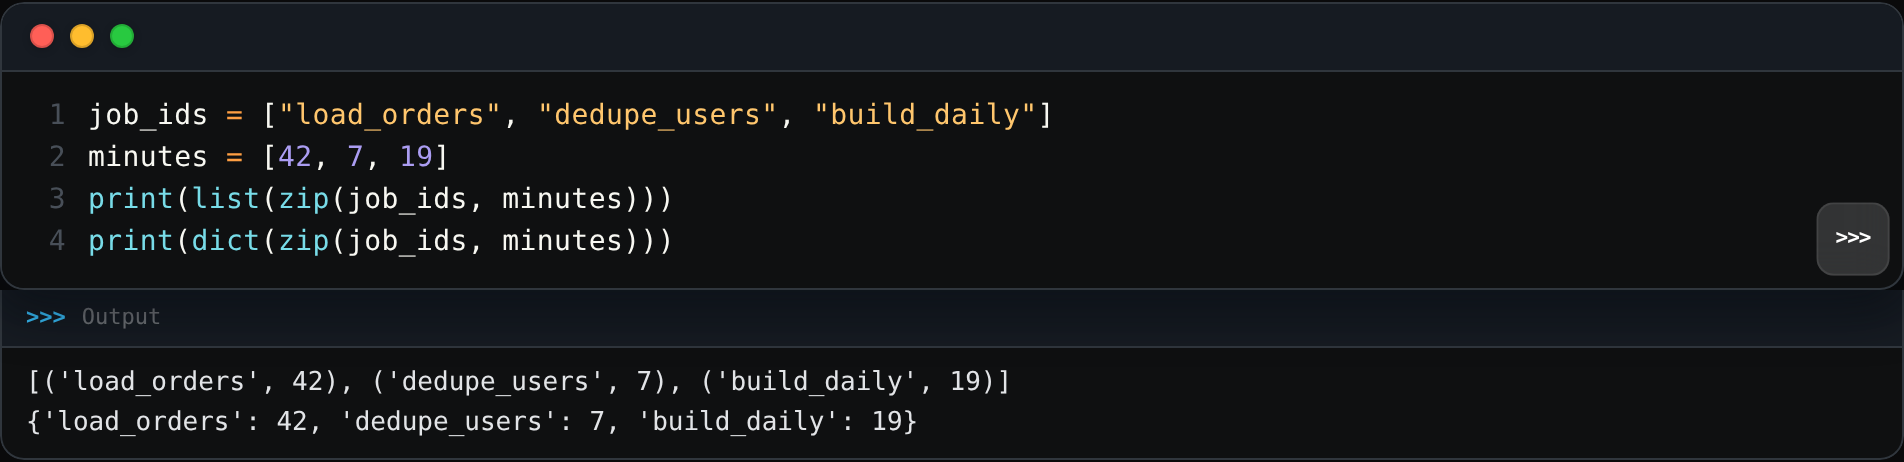 1 job_ids = ["load_orders", "dedupe_users", "build_daily"]
2 minutes = [42, 7, 19]
3 print(list(zip(job_ids, minutes)))
4 print(dict(zip(job_ids, minutes)))
>>>
>>> Output
[('load_orders', 42), ('dedupe_users', 7), ('build_daily', 19)]
{'load_orders': 42, 'dedupe_users': 7, 'build_daily': 19}